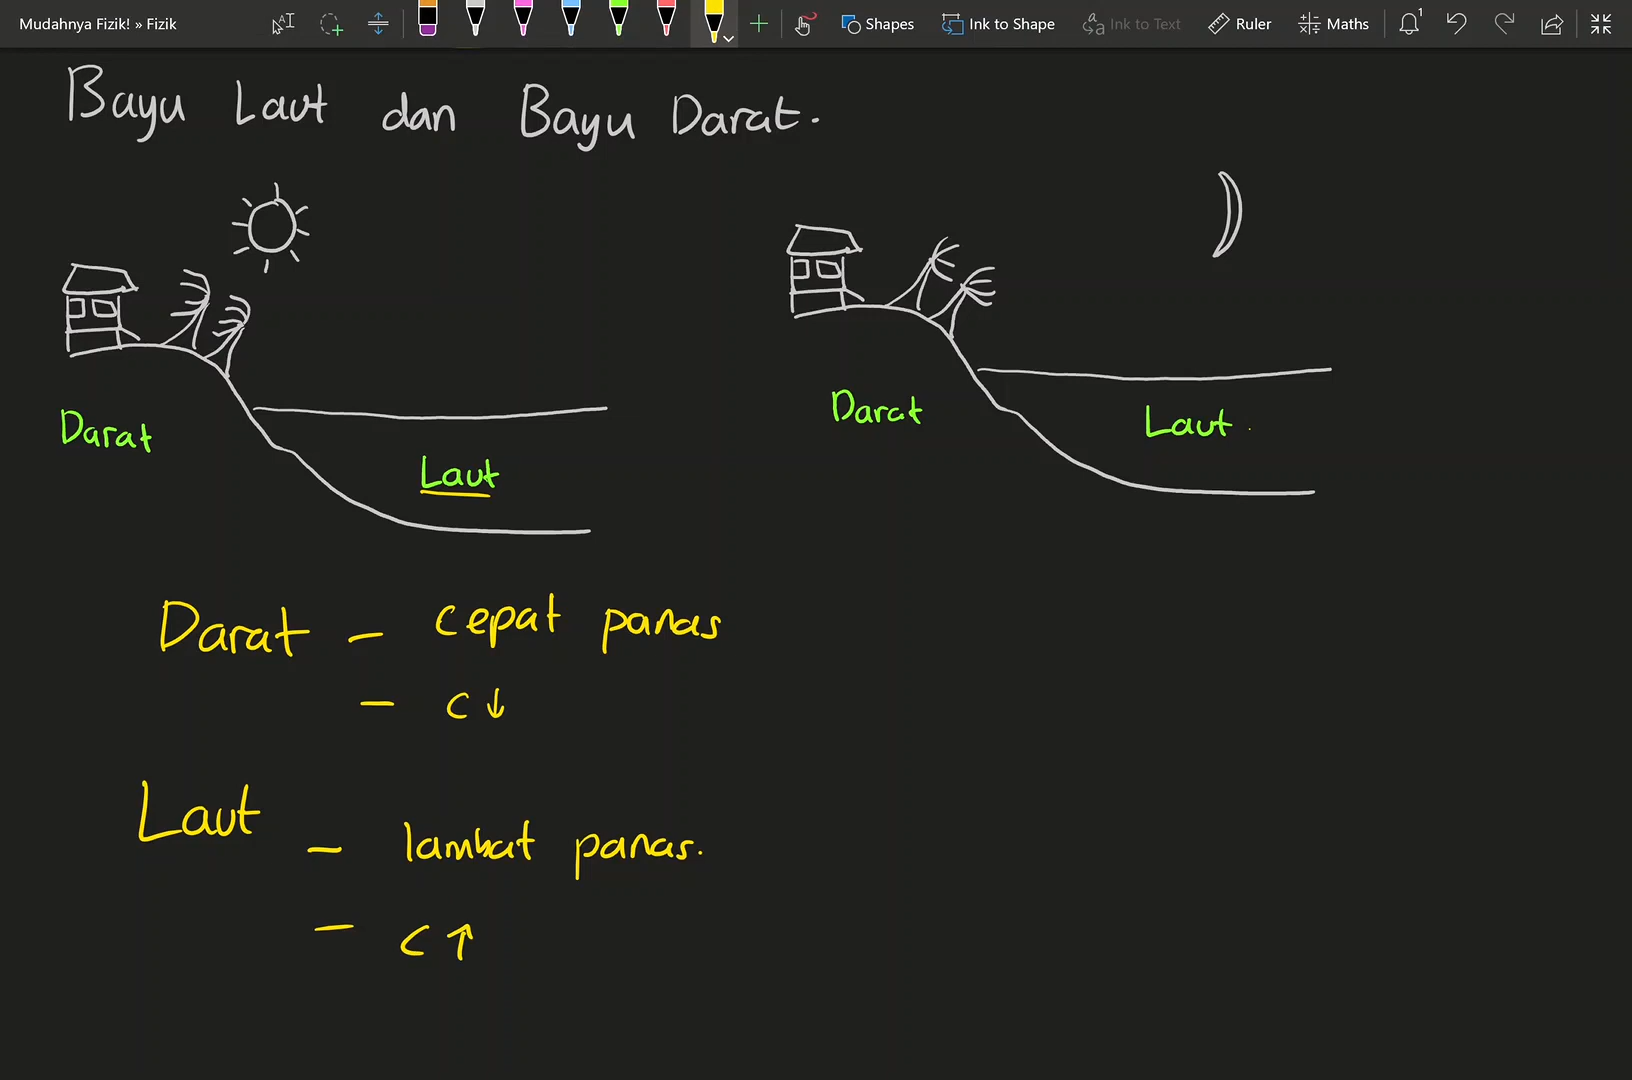 Mudahnya Fizik! » Fizik
Shapes
Ink to Shape
Ink to Text
Ruler
Maths
1
Bayu Laut dan Bayu Darat.
Darat
Laut
Darat
Laut.
Darat – cepat panas
– C ↓
Laut
– lambat panas.
– C ↑